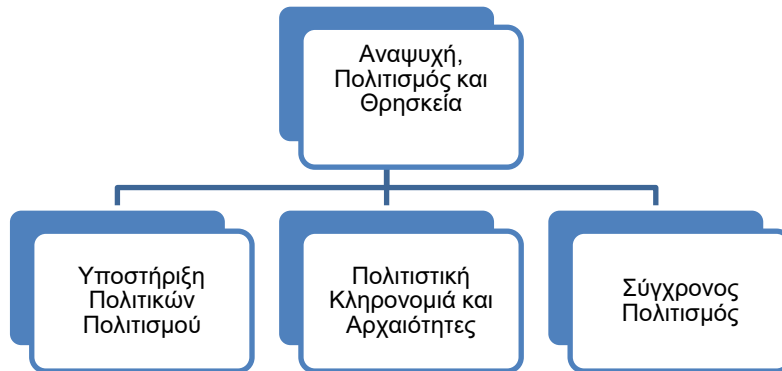 Αναψυχή,
Πολιτισμός και
Θρησκεία
Υποστήριξη
Πολιτικών
Πολιτισμού
Πολιτιστική
Κληρονομιά και
Αρχαιότητες
Σύγχρονος
Πολιτισμός